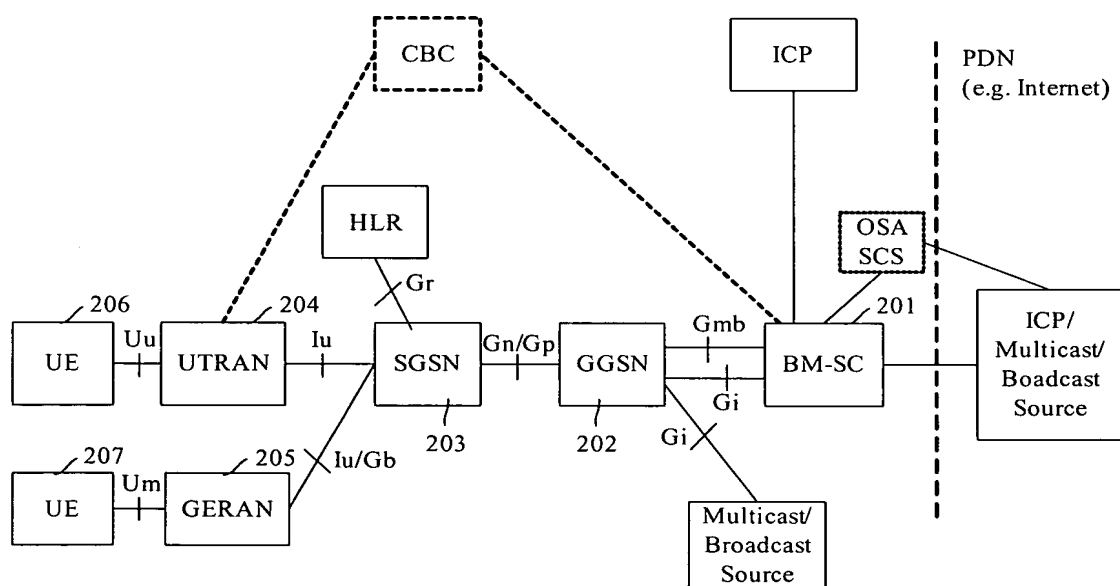 CBC
ICP
PDN
(e.g. Internet)
HLR
OSA
SCS
Gr
206
204
201
UE
Uu
UTRAN
Iu
SGSN
Gn/Gp
GGSN
Gmb
Gi
BM-SC
ICP/
Multicast/
Boadcast
Source
203
202
Gi
207
205
Iu/Gb
UE
Um
GERAN
Multicast/
Broadcast
Source